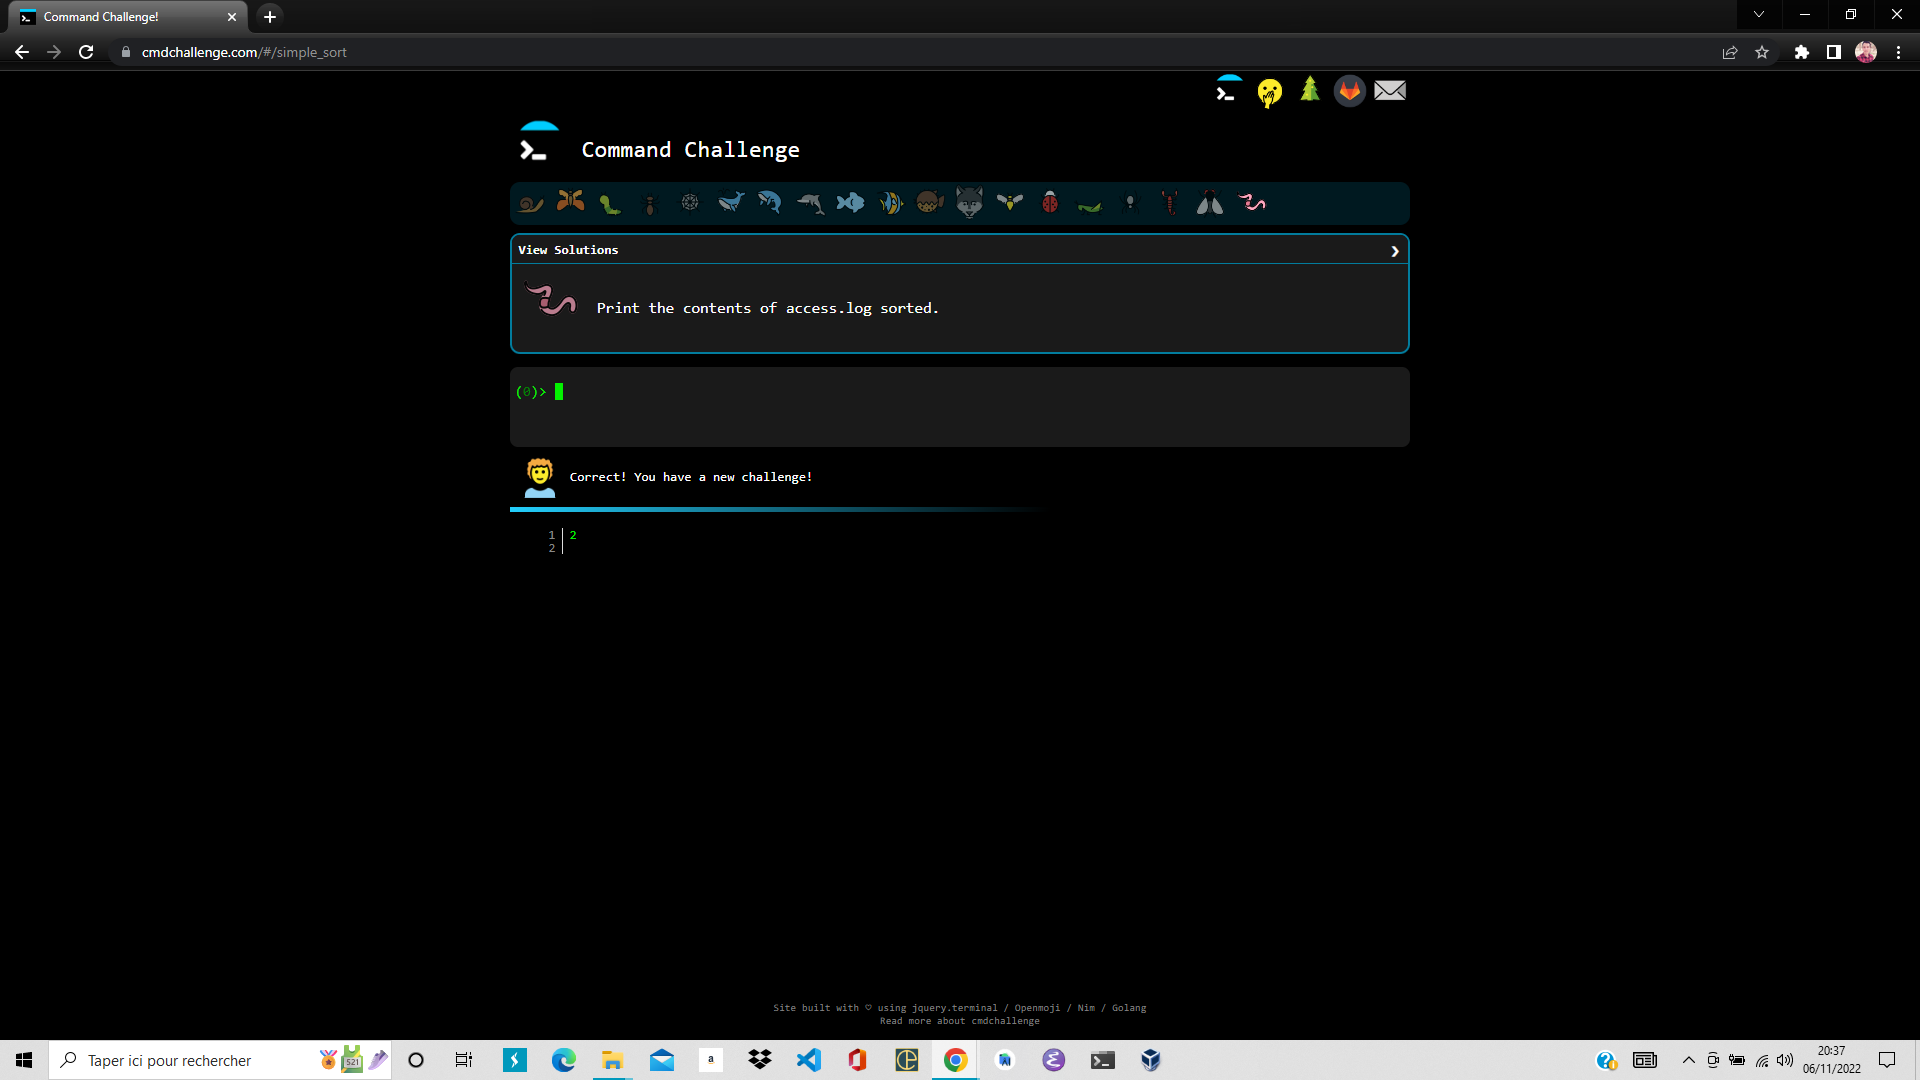 Command Challenge!
cmdchallenge.com/#/simple_sort
Command Challenge
View Solutions
Print the contents of access.log sorted.
(0)>
Correct! You have a new challenge!
1 2
2
Site built with ♡ using jquery.terminal / Openmoji / Nim / Golang
Read more about cmdchallenge
Taper ici pour rechercher
521
a
20:37
06/11/2022